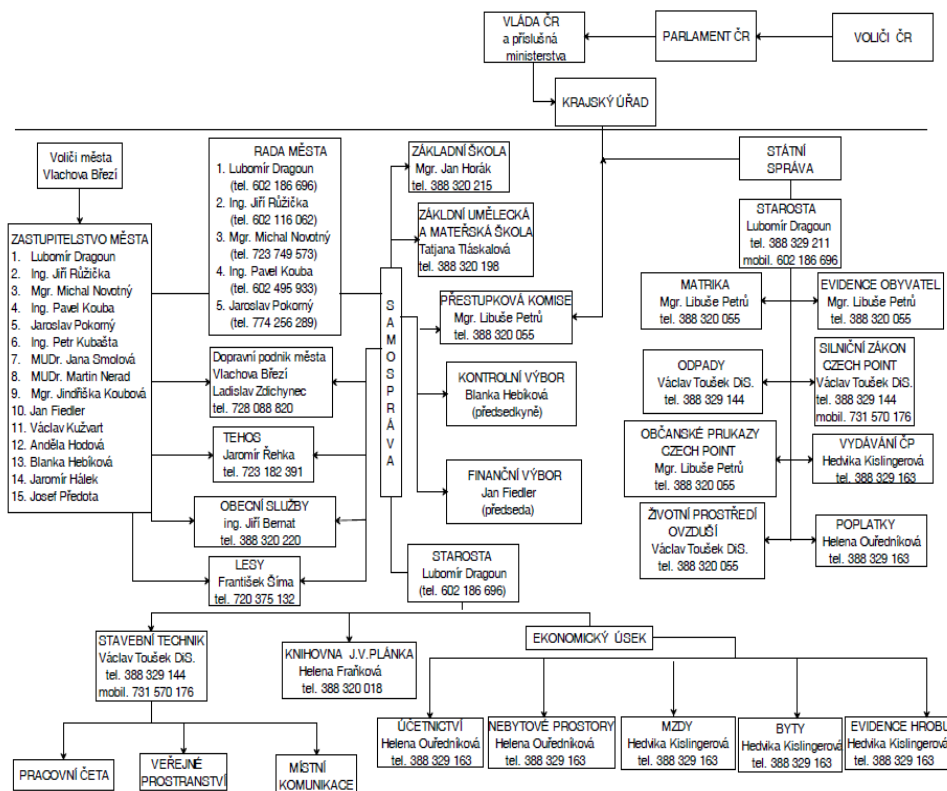 VLÁDA ČR
a příslušná
ministerstva
PARLAMENT ČR
VOLIČI ČR
KRAJSKÝ ÚŘAD
Voliči města
Vlachova Březí
RADA MĚSTA
1. Lubomír Dragoun
(tel. 602 186 696)
2. Ing. Jiří Růžička
(tel. 602 116 062)
3. Mgr. Michal Novotný
(tel. 723 749 573)
4. Ing. Pavel Kouba
(tel. 602 495 933)
5. Jaroslav Pokorný
(tel. 774 256 289)
ZÁKLADNÍ ŠKOLA
Mgr. Jan Horák
tel. 388 320 215
STÁTNÍ
SPRÁVA
ZASTUPITELSTVO MĚSTA
1. Lubomír Dragoun
2. Ing. Jiří Růžička
3. Mgr. Michal Novotný
4. Ing. Pavel Kouba
5. Jaroslav Pokorný
6. Ing. Petr Kubašta
7. MUDr. Jana Smolová
8. MUDr. Martin Nerad
9. Mgr. Jindřiška Koubová
10. Jan Fiedler
11. Václav Kužvart
12. Anděla Hodová
13. Blanka Hebíková
14. Jaromír Hálek
15. Josef Předota
ZÁKLDNÍ UMĚLECKÁ
A MATEŘSKÁ ŠKOLA
Tatjana Tláskalová
tel. 388 320 198
STAROSTA
Lubomír Dragoun
tel. 388 329 211
mobil. 602 186 696
SAMOSPRÁVA
PŘESTUPKOVÁ KOMISE
Mgr. Libuše Petrů
tel. 388 320 055
MATRIKA
Mgr. Libuše Petrů
tel. 388 320 055
EVIDENCE OBYVATEL
Mgr. Libuše Petrů
tel. 388 320 055
Dopravní podnik města
Vlachova Březí
Ladislav Zdichynec
tel. 728 088 820
KONTROLNÍ VÝBOR
Blanka Hebíková
(předsedkyně)
ODPADY
Václav Toušek DiS.
tel. 388 329 144
SILNIČNÍ ZÁKON
CZECH POINT
Václav Toušek DiS.
tel. 388 329 144
mobil. 731 570 176
TEHOS
Jaromír Řehka
tel. 723 182 391
OBČANSKÉ PRUKAZY
CZECH POINT
Mgr. Libuše Petrů
tel. 388 320 055
VYDÁVÁNÍ ČP
Hedvika Kislingerová
tel. 388 329 163
FINANČNÍ VÝBOR
Jan Fiedler
(předseda)
OBECNÍ SLUŽBY
ing. Jiří Bernat
tel. 388 320 220
ŽIVOTNÍ PROSTŘEDÍ
OVZDUŠÍ
Václav Toušek DiS.
tel. 388 320 055
POPLATKY
Helena Ouředníková
tel. 388 329 163
LESY
František Šíma
tel. 720 375 132
STAROSTA
Lubomír Dragoun
(tel. 602 186 696)
STAVEBNÍ TECHNIK
Václav Toušek DiS.
tel. 388 329 144
mobil. 731 570 176
KNIHOVNA J.V.PLÁNKA
Helena Fraňková
tel. 388 320 018
EKONOMICKÝ ÚSEK
PRACOVNÍ ČETA
VEŘEJNÉ
PROSTRANSTVÍ
MÍSTNÍ
KOMUNIKACE
ÚČETNICTVÍ
Helena Ouředníková
tel. 388 329 163
NEBYTOVÉ PROSTORY
Helena Ouředníková
tel. 388 329 163
MZDY
Hedvika Kislingerová
tel. 388 329 163
BYTY
Hedvika Kislingerová
tel. 388 329 163
EVIDENCE HROBU
Hedvika Kislingerová
tel. 388 329 163